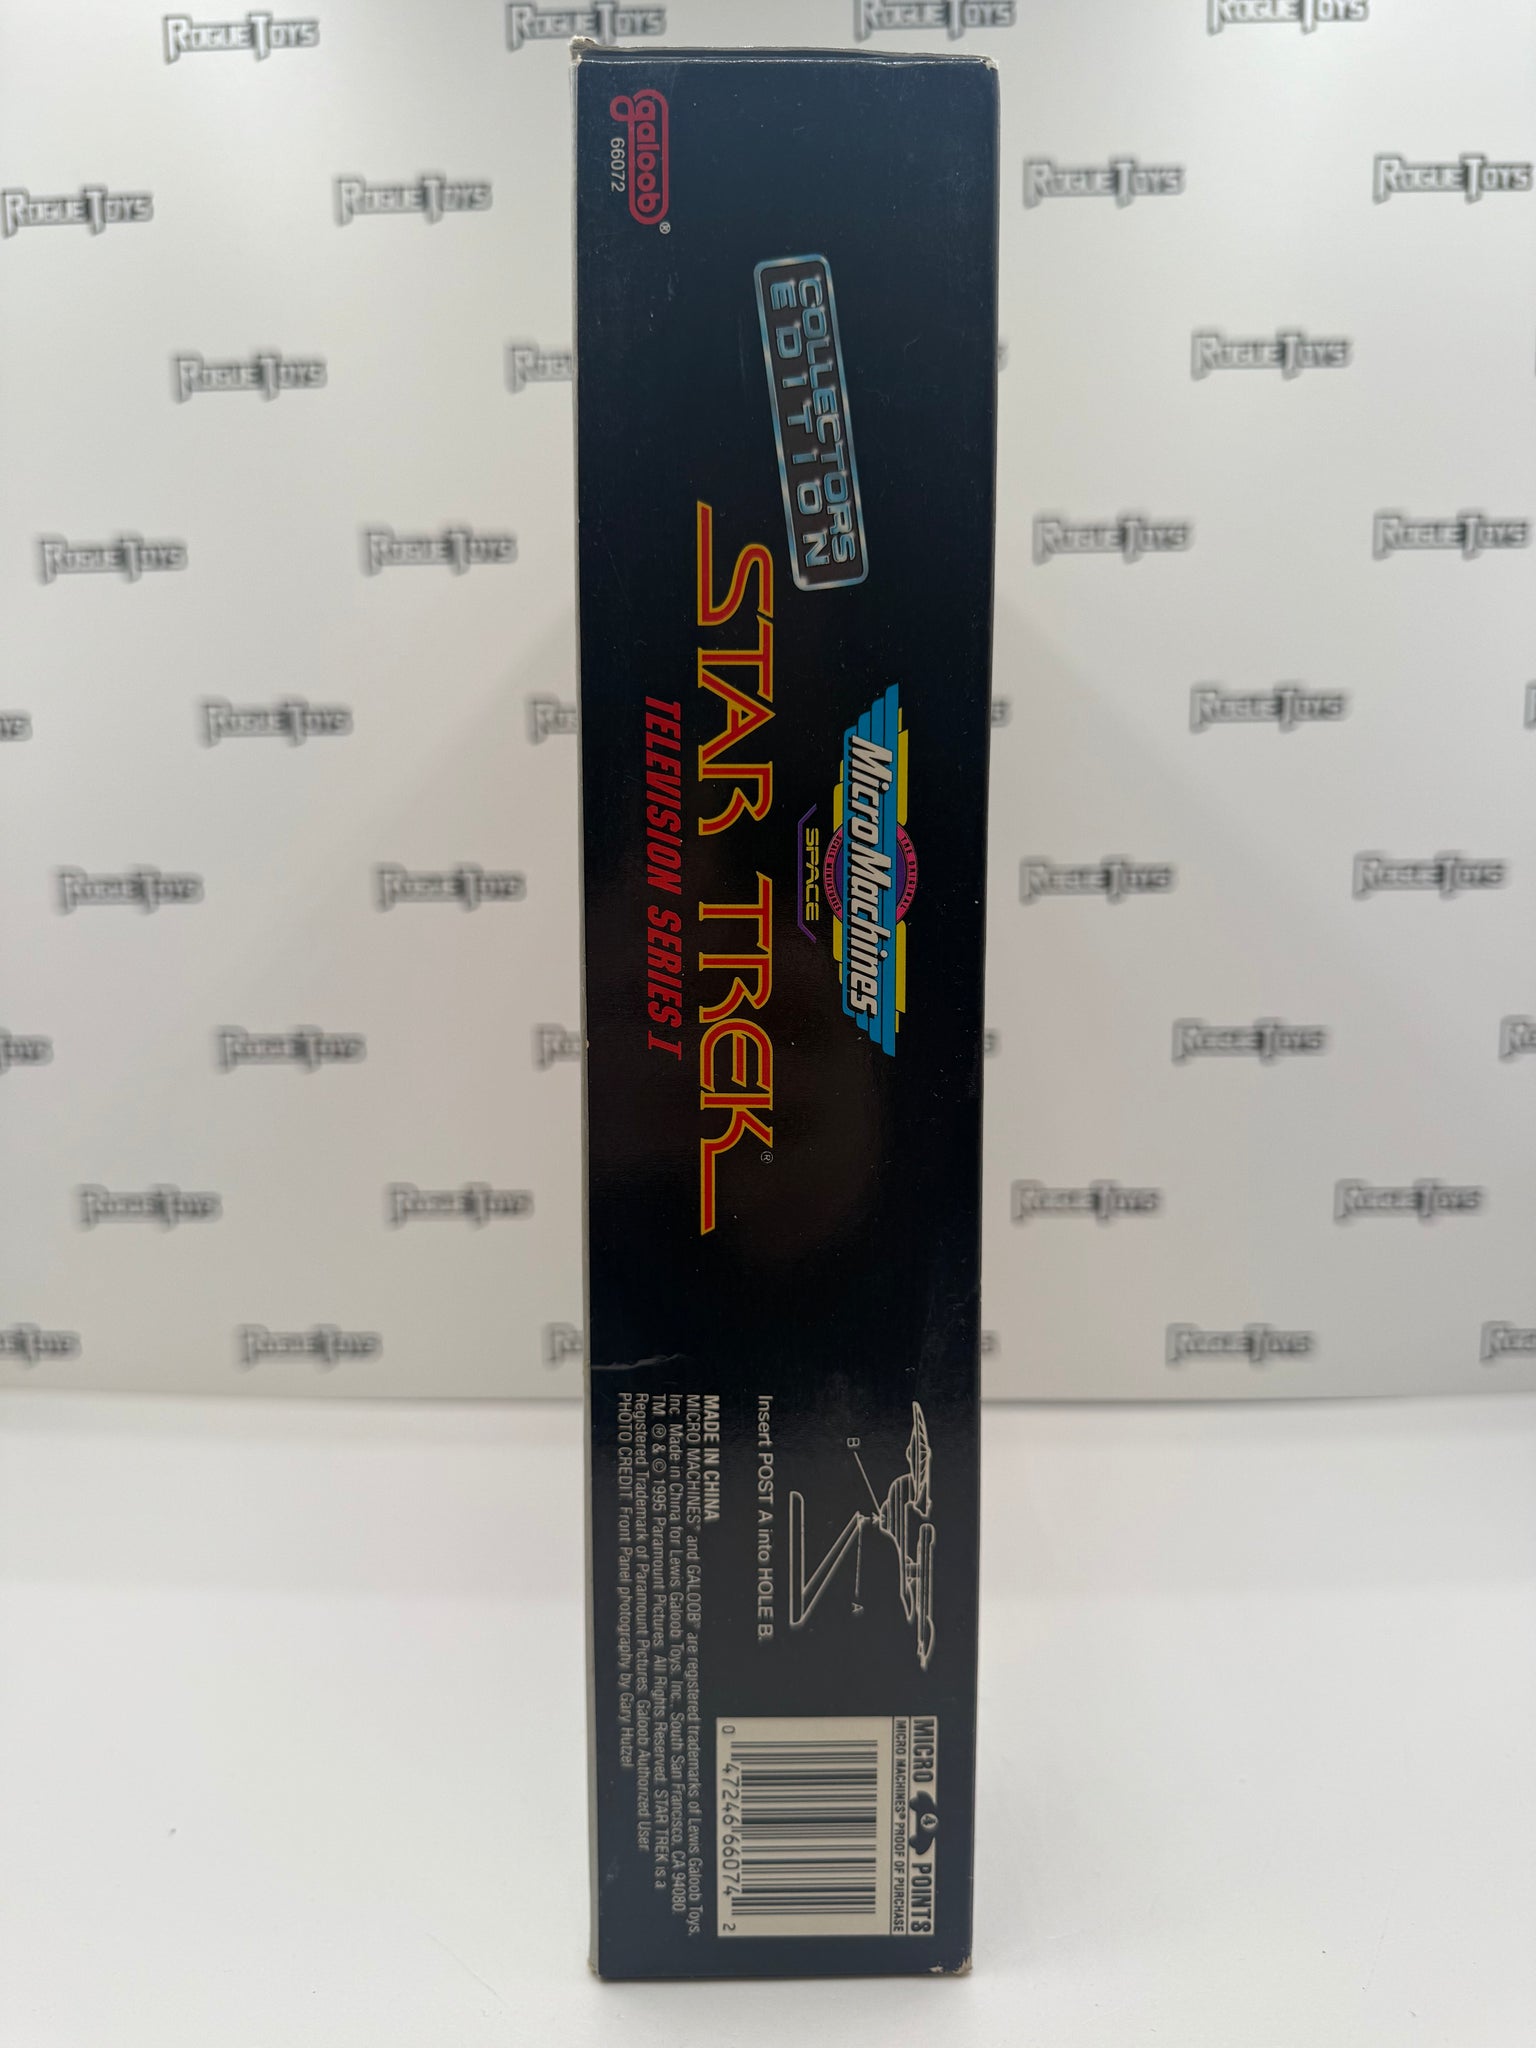 galoob®
66072
COLLECTORS
EDITION
MicroMachines
SPACE
STAR TREK®
TELEVISION SERIES I
B
A
Insert POST A into HOLE B.
MADE IN CHINA
MICRO MACHINES® and GALOOB® are registered trademarks of Lewis Galoob Toys,
Inc. Made in China for Lewis Galoob Toys, Inc., South San Francisco, CA 94080.
TM, ® & © 1995 Paramount Pictures. All Rights Reserved. STAR TREK is a
Registered Trademark of Paramount Pictures. Galoob Authorized User.
PHOTO CREDIT: Front Panel photography by Gary Hutzel
MICRO 4 POINTS
MICRO MACHINES® PROOF OF PURCHASE
0 47246 66074 2
RogueToys